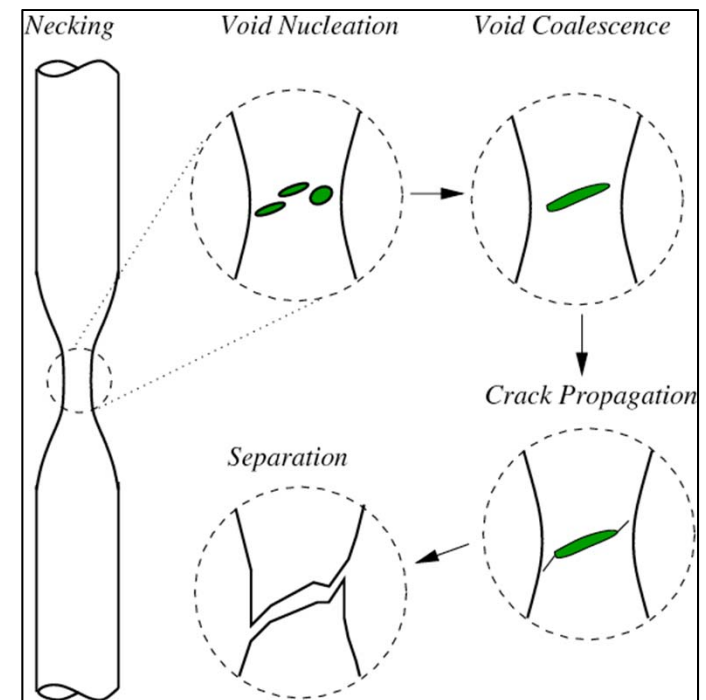 Necking
Void Nucleation
Void Coalescence
Crack Propagation
Separation